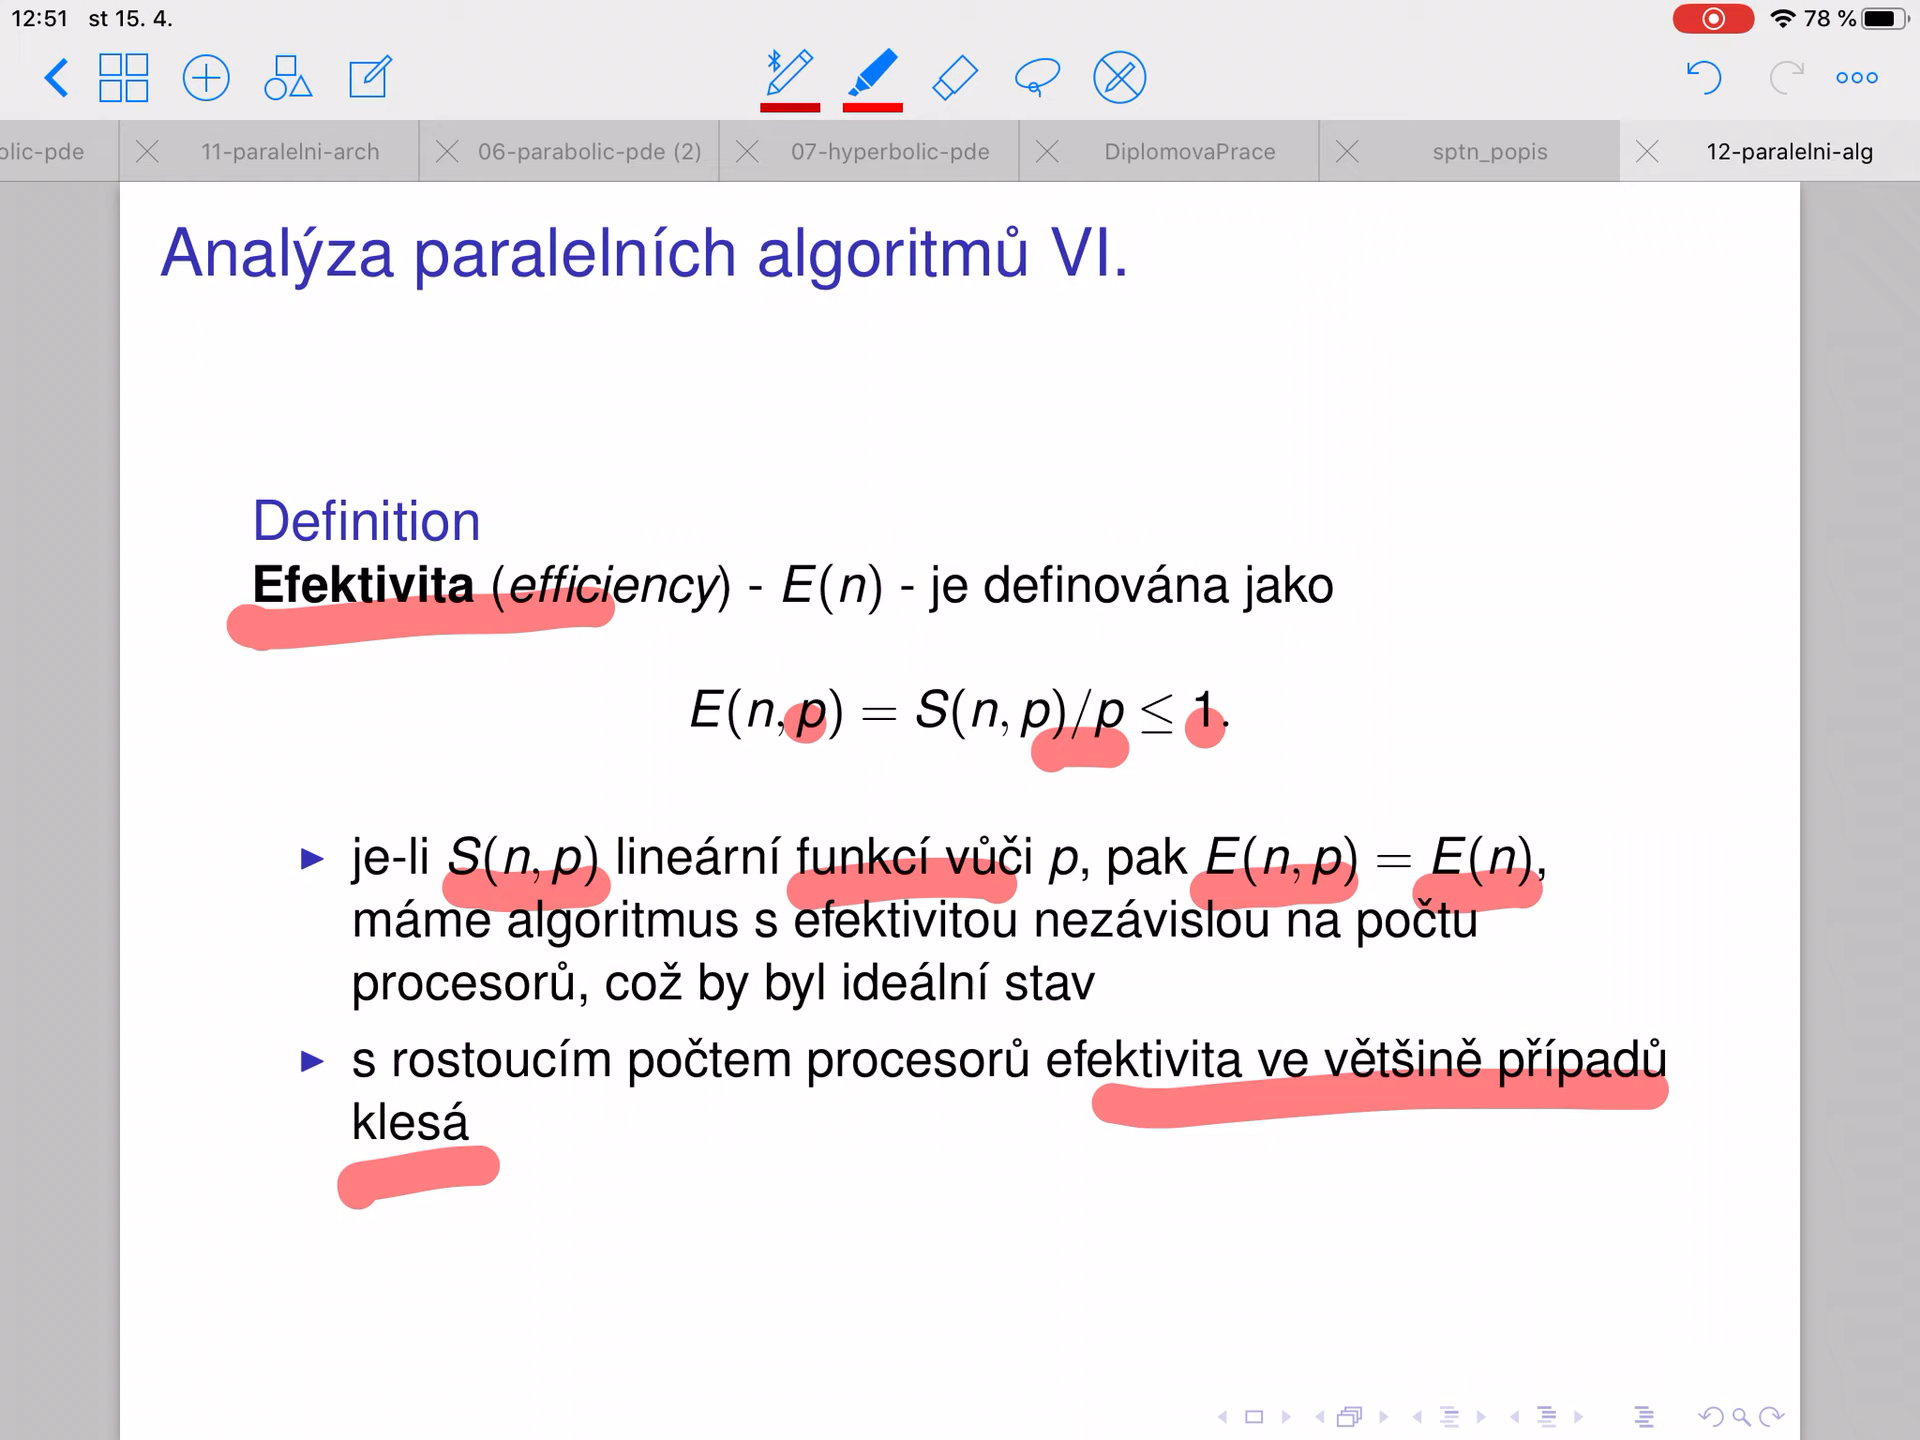 12:51 st 15. 4. 78 %
olic-pde 11-paralelni-arch 06-parabolic-pde (2) 07-hyperbolic-pde DiplomovaPrace sptn_popis 12-paralelni-alg
Analýza paralelních algoritmů VI.
Definition
Efektivita (efficiency) - E(n) - je definována jako
E(n, p) = S(n, p)/p ≤ 1.
je-li S(n, p) lineární funkcí vůči p, pak E(n, p) = E(n),
máme algoritmus s efektivitou nezávislou na počtu
procesorů, což by byl ideální stav
s rostoucím počtem procesorů efektivita ve většině případů
klesá